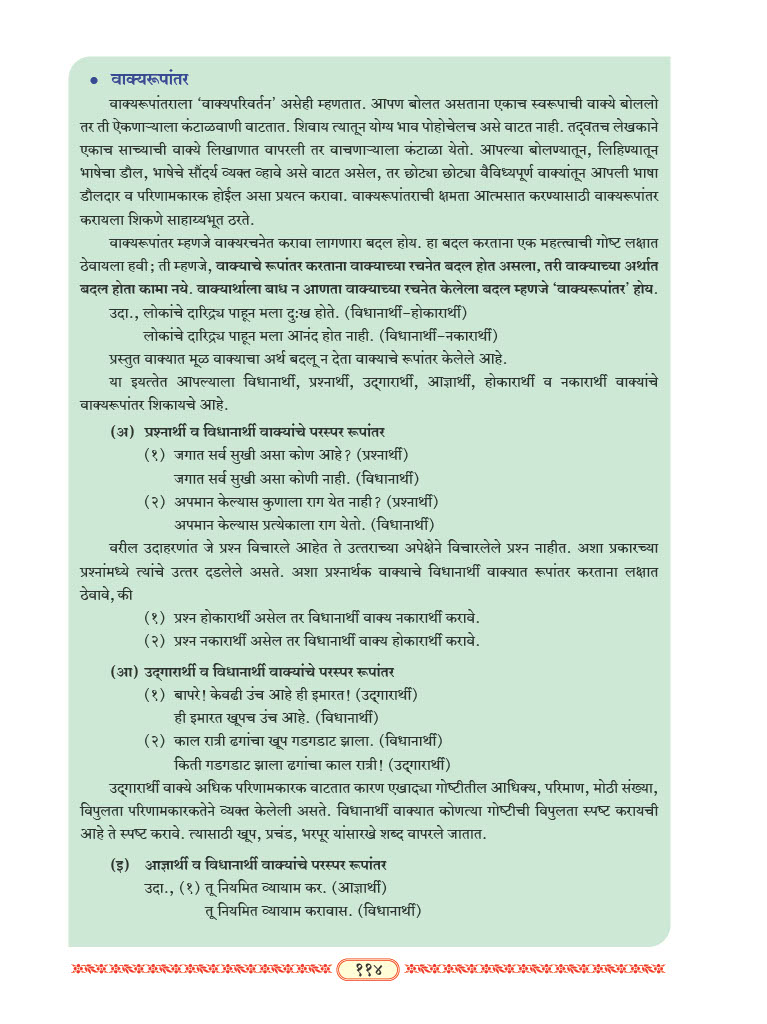 • वाक्यरूपांतर
वाक्यरूपांतराला ‘वाक्यपरिवर्तन’ असेही म्हणतात. आपण बोलत असताना एकाच स्वरूपाची वाक्ये बोललो
तर ती ऐकणाऱ्याला कंटाळवाणी वाटतात. शिवाय त्यातून योग्य भाव पोहोचेलच असे वाटत नाही. तद्वतच लेखकाने
एकाच साच्याची वाक्ये लिखाणात वापरली तर वाचणाऱ्याला कंटाळा येतो. आपल्या बोलण्यातून, लिहिण्यातून
भाषेचा डौल, भाषेचे सौंदर्य व्यक्त व्हावे असे वाटत असेल, तर छोट्या छोट्या वैविध्यपूर्ण वाक्यांतून आपली भाषा
डौलदार व परिणामकारक होईल असा प्रयत्न करावा. वाक्यरूपांतराची क्षमता आत्मसात करण्यासाठी वाक्यरूपांतर
करायला शिकणे साहाय्यभूत ठरते.
वाक्यरूपांतर म्हणजे वाक्यरचनेत करावा लागणारा बदल होय. हा बदल करताना एक महत्त्वाची गोष्ट लक्षात
ठेवायला हवी; ती म्हणजे, वाक्याचे रूपांतर करताना वाक्याच्या रचनेत बदल होत असला, तरी वाक्याच्या अर्थात
बदल होता कामा नये. वाक्यार्थाला बाध न आणता वाक्याच्या रचनेत केलेला बदल म्हणजे ‘वाक्यरूपांतर’ होय.
उदा., लोकांचे दारिद्र्य पाहून मला दु:ख होते. (विधानार्थी-होकारार्थी)
लोकांचे दारिद्र्य पाहून मला आनंद होत नाही. (विधानार्थी-नकारार्थी)
प्रस्तुत वाक्यात मूळ वाक्याचा अर्थ बदलू न देता वाक्याचे रूपांतर केलेले आहे.
या इयत्तेत आपल्याला विधानार्थी, प्रश्नार्थी, उद्गारार्थी, आज्ञार्थी, होकारार्थी व नकारार्थी वाक्यांचे
वाक्यरूपांतर शिकायचे आहे.
(अ) प्रश्नार्थी व विधानार्थी वाक्यांचे परस्पर रूपांतर
(१) जगात सर्व सुखी असा कोण आहे? (प्रश्नार्थी)
जगात सर्व सुखी असा कोणी नाही. (विधानार्थी)
(२) अपमान केल्यास कुणाला राग येत नाही? (प्रश्नार्थी)
अपमान केल्यास प्रत्येकाला राग येतो. (विधानार्थी)
वरील उदाहरणांत जे प्रश्न विचारले आहेत ते उत्तराच्या अपेक्षेने विचारलेले प्रश्न नाहीत. अशा प्रकारच्या
प्रश्नांमध्ये त्यांचे उत्तर दडलेले असते. अशा प्रश्नार्थक वाक्याचे विधानार्थी वाक्यात रूपांतर करताना लक्षात
ठेवावे, की
(१) प्रश्न होकारार्थी असेल तर विधानार्थी वाक्य नकारार्थी करावे.
(२) प्रश्न नकारार्थी असेल तर विधानार्थी वाक्य होकारार्थी करावे.
(आ) उद्गारार्थी व विधानार्थी वाक्यांचे परस्पर रूपांतर
(१) बापरे! केवढी उंच आहे ही इमारत! (उद्गारार्थी)
ही इमारत खूपच उंच आहे. (विधानार्थी)
(२) काल रात्री ढगांचा खूप गडगडाट झाला. (विधानार्थी)
किती गडगडाट झाला ढगांचा काल रात्री! (उद्गारार्थी)
उद्गारार्थी वाक्ये अधिक परिणामकारक वाटतात कारण एखाद्या गोष्टीतील आधिक्य, परिमाण, मोठी संख्या,
विपुलता परिणामकारकतेने व्यक्त केलेली असते. विधानार्थी वाक्यात कोणत्या गोष्टीची विपुलता स्पष्ट करायची
आहे ते स्पष्ट करावे. त्यासाठी खूप, प्रचंड, भरपूर यांसारखे शब्द वापरले जातात.
(इ) आज्ञार्थी व विधानार्थी वाक्यांचे परस्पर रूपांतर
उदा., (१) तू नियमित व्यायाम कर. (आज्ञार्थी)
तू नियमित व्यायाम करावास. (विधानार्थी)
११४